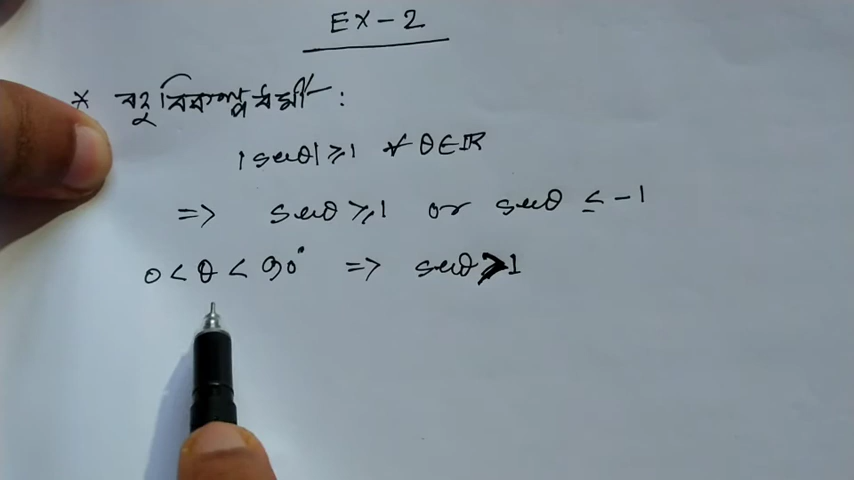 EX-2
* বহু বিকল্পধর্মী :
|secθ| ≥ 1 ∀ θ ∈ ℝ
=> secθ ≥ 1 or secθ ≤ -1
0 < θ < 90° => secθ > 1